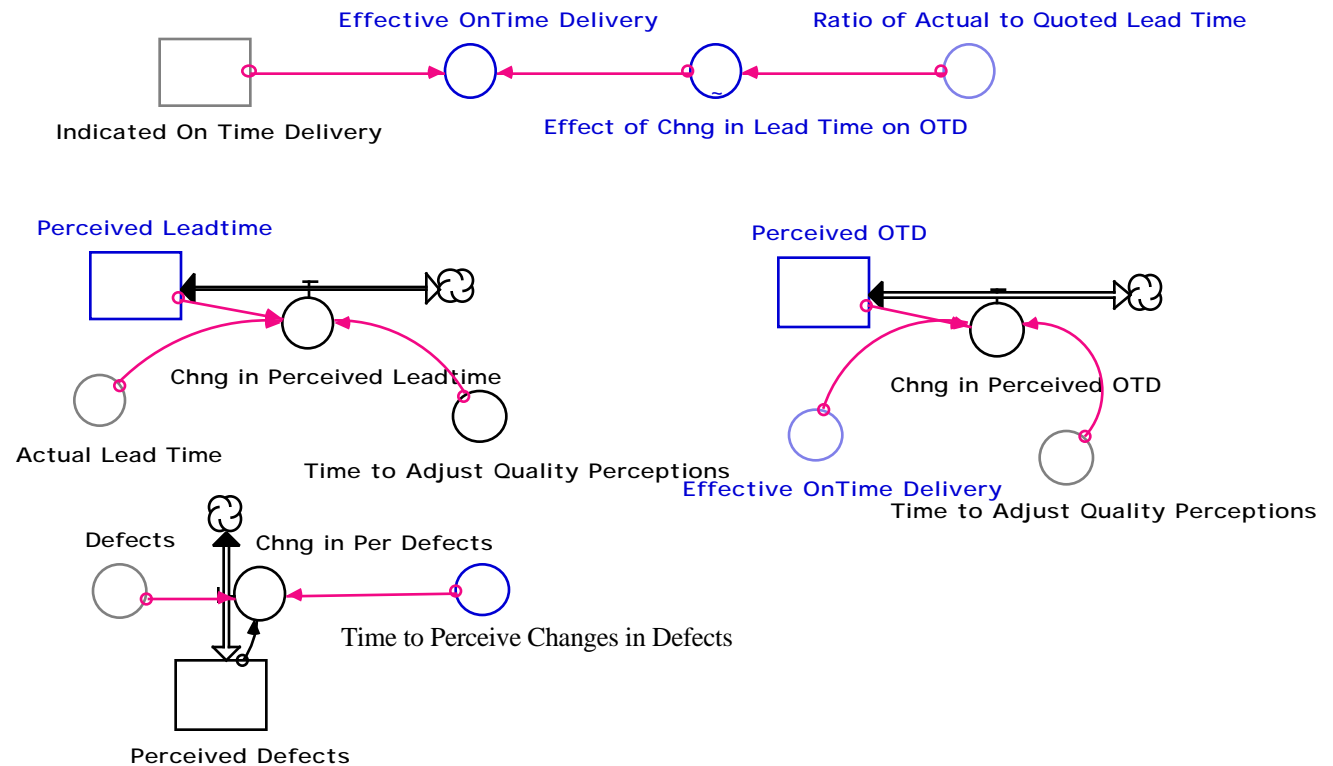 Effective OnTime Delivery
Ratio of Actual to Quoted Lead Time
~
Indicated On Time Delivery
Effect of Chng in Lead Time on OTD
Perceived Leadtime
Perceived OTD
Chng in Perceived Leadtime
Chng in Perceived OTD
Actual Lead Time
Time to Adjust Quality Perceptions
Effective OnTime Delivery
Time to Adjust Quality Perceptions
Defects
Chng in Per Defects
Time to Perceive Changes in Defects
Perceived Defects